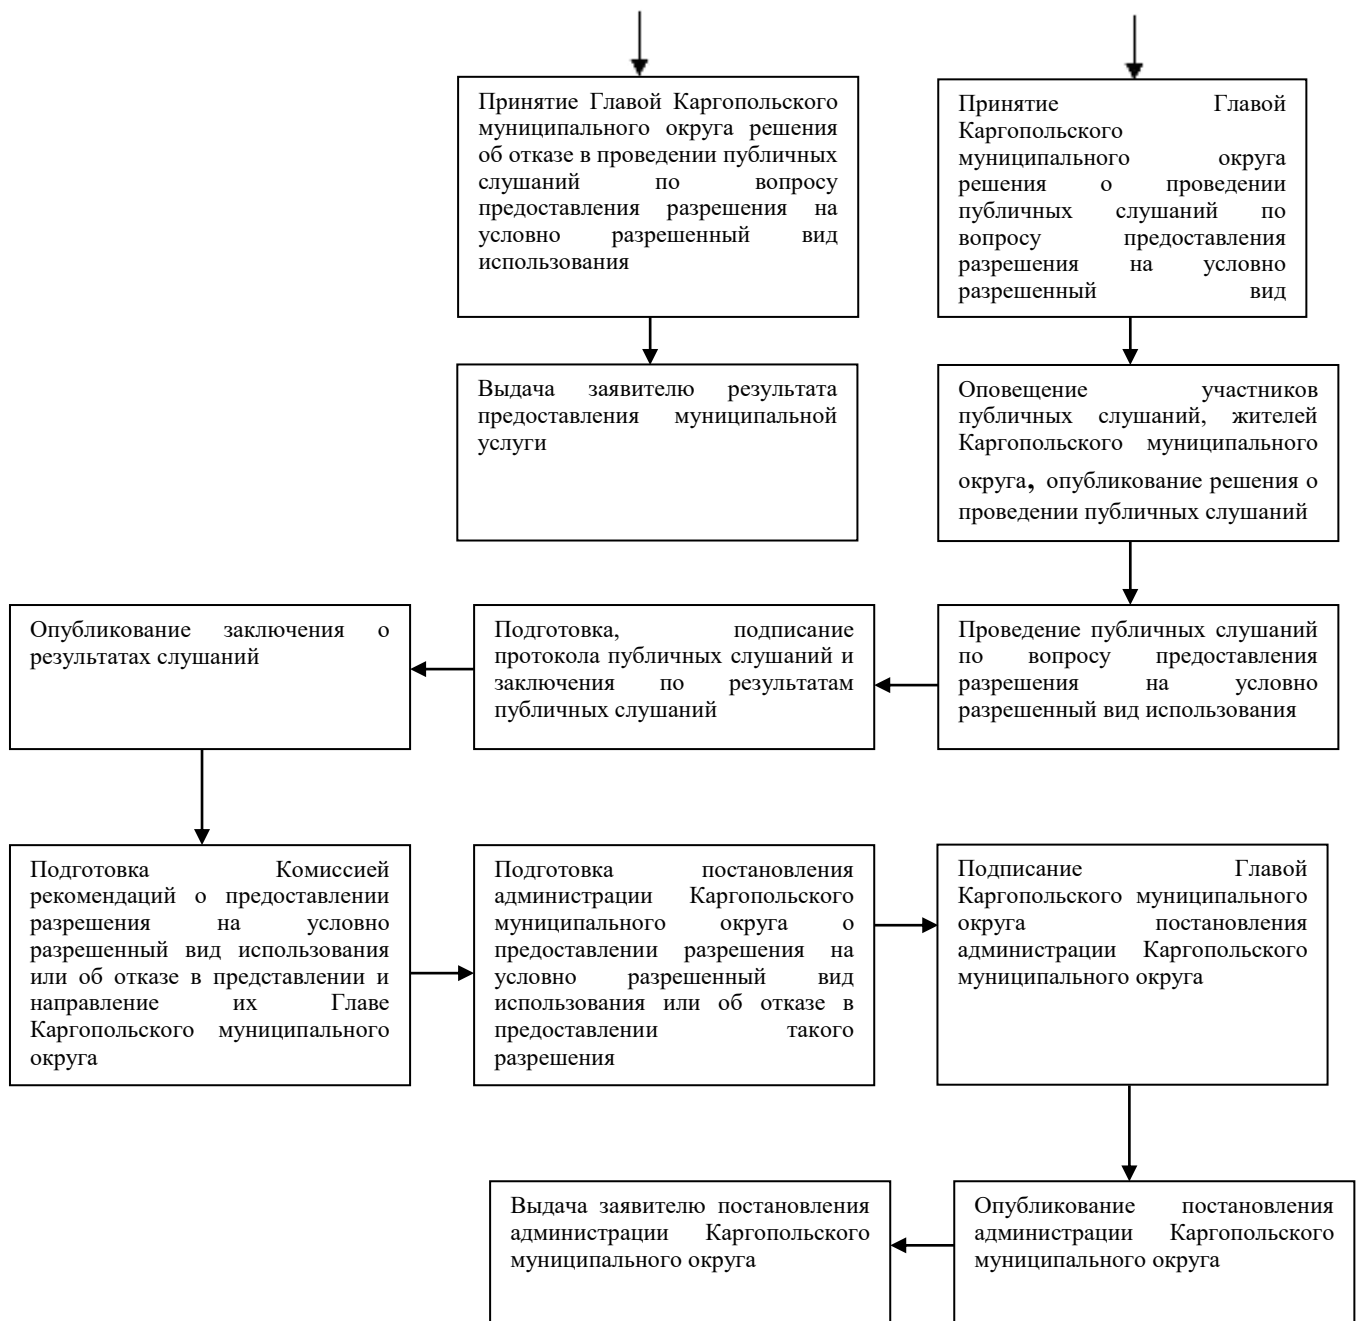 Принятие Главой Каргопольского
муниципального округа решения
об отказе в проведении публичных
слушаний по вопросу
предоставления разрешения на
условно разрешенный вид
использования
Принятие Главой
Каргопольского
муниципального округа
решения о проведении
публичных слушаний по
вопросу предоставления
разрешения на условно
разрешенный вид
Выдача заявителю результата
предоставления муниципальной
услуги
Оповещение участников
публичных слушаний, жителей
Каргопольского муниципального
округа, опубликование решения о
проведении публичных слушаний
Опубликование заключения о
результатах слушаний
Подготовка, подписание
протокола публичных слушаний и
заключения по результатам
публичных слушаний
Проведение публичных слушаний
по вопросу предоставления
разрешения на условно
разрешенный вид использования
Подготовка Комиссией
рекомендаций о предоставлении
разрешения на условно
разрешенный вид использования
или об отказе в представлении и
направление их Главе
Каргопольского муниципального
округа
Подготовка постановления
администрации Каргопольского
муниципального округа о
предоставлении разрешения на
условно разрешенный вид
использования или об отказе в
предоставлении такого
разрешения
Подписание Главой
Каргопольского муниципального
округа постановления
администрации Каргопольского
муниципального округа
Выдача заявителю постановления
администрации Каргопольского
муниципального округа
Опубликование постановления
администрации Каргопольского
муниципального округа